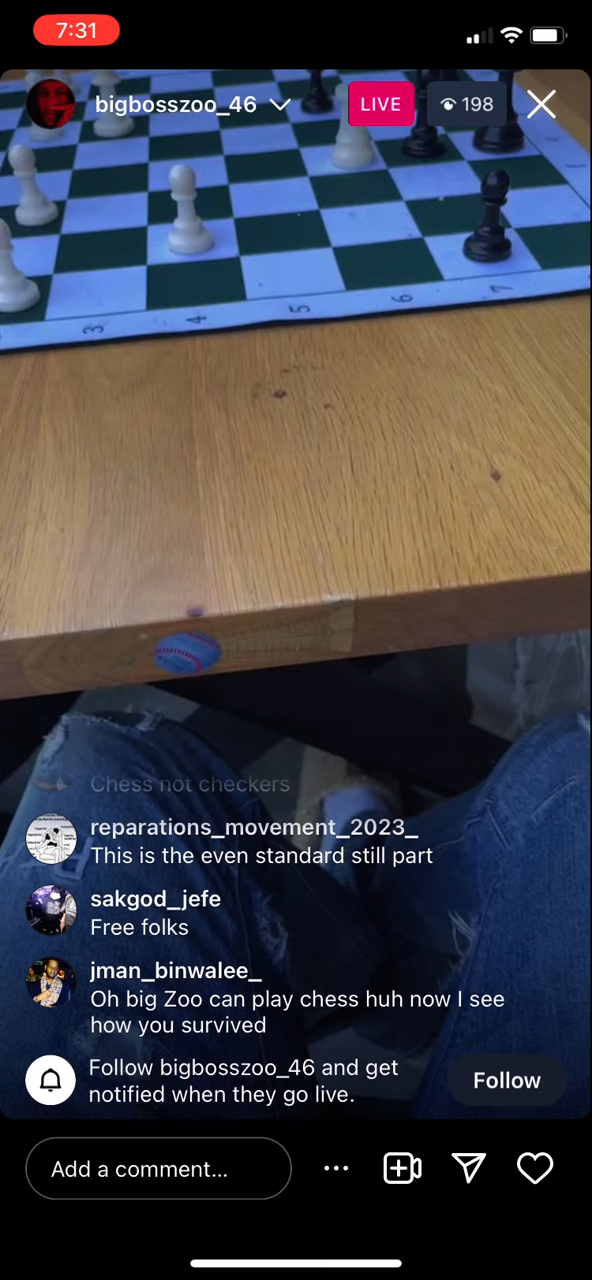 7:31
bigbosszoo_46
LIVE
198
3
4
5
6
7
Chess not checkers
reparations_movement_2023_
This is the even standard still part
sakgod_jefe
Free folks
jman_binwalee_
Oh big Zoo can play chess huh now I see
how you survived
Follow bigbosszoo_46 and get
notified when they go live.
Follow
Add a comment...